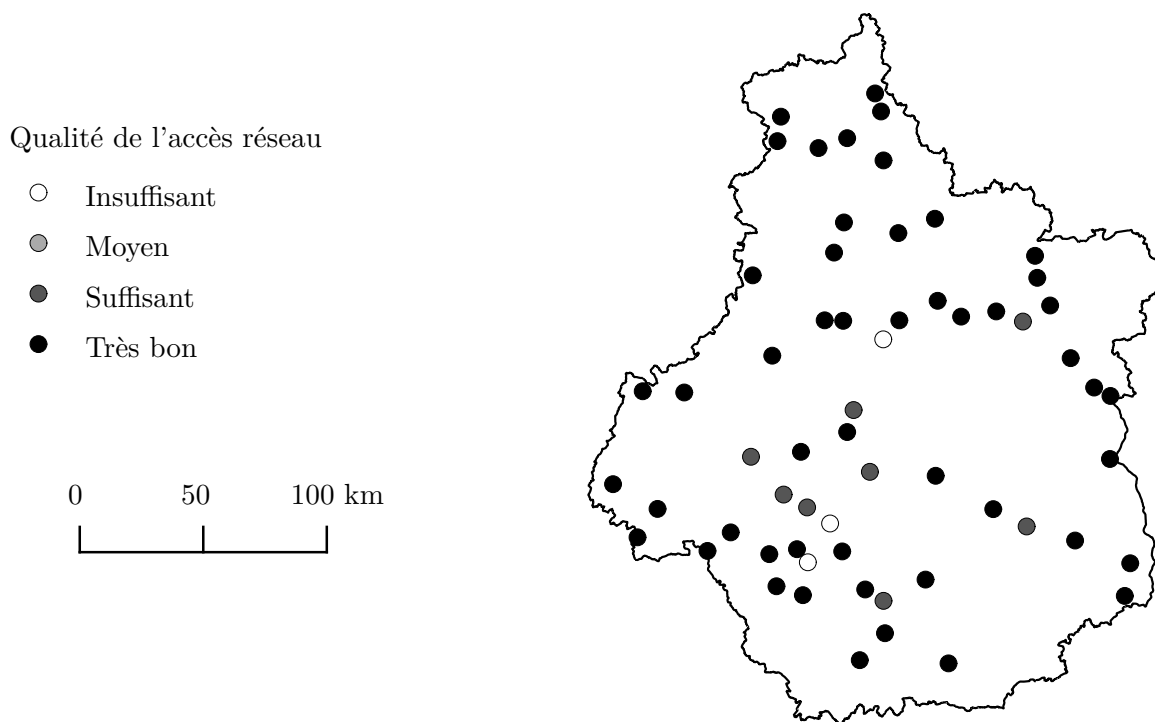 Qualité de l'accès réseau
Insuffisant
Moyen
Suffisant
Très bon
0 50 100 km